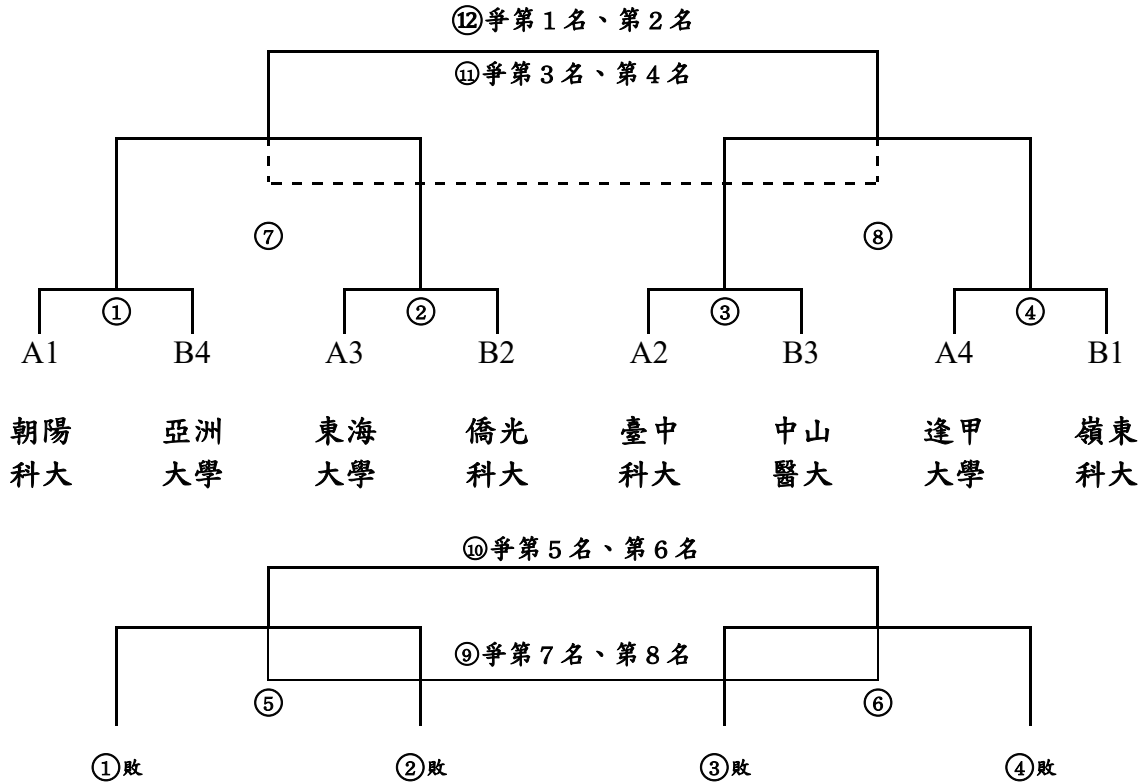 ⑫爭第1名、第2名
⑪爭第3名、第4名
⑦ ⑧
① ② ③ ④
A1 B4 A3 B2 A2 B3 A4 B1
朝陽 亞洲 東海 僑光 臺中 中山 逢甲 嶺東
科大 大學 大學 科大 科大 醫大 大學 科大
⑩爭第5名、第6名
⑨爭第7名、第8名
⑤ ⑥
①敗 ②敗 ③敗 ④敗